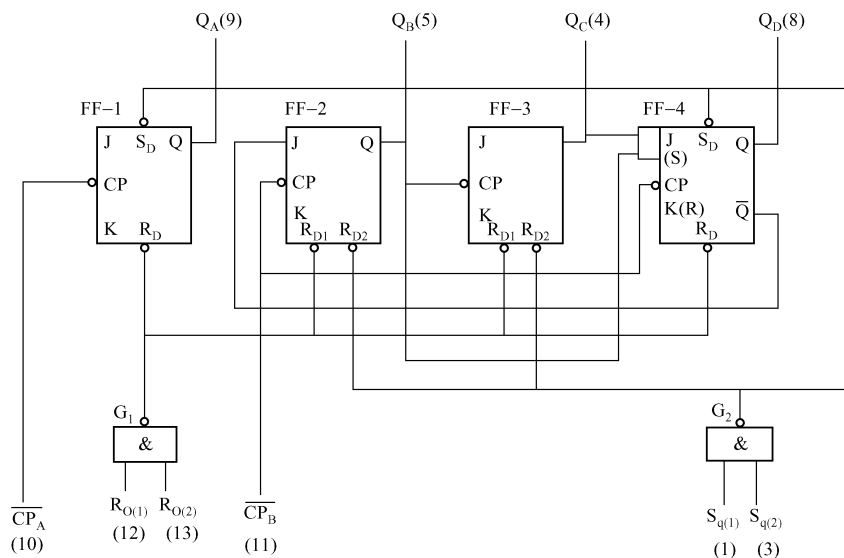 Q_A(9) Q_B(5) Q_C(4) Q_D(8)
FF-1 FF-2 FF-3 FF-4
J S_D Q J Q J J S_D Q
(S)
CP CP CP CP
K K K K(R) Q̅
R_D R_D1 R_D2 R_D1 R_D2 R_D
G_1 G_2
& &
C̅P̅_A̅ R_O(1) R_O(2) C̅P̅_B̅ S_q(1) S_q(2)
(10) (12) (13) (11) (1) (3)